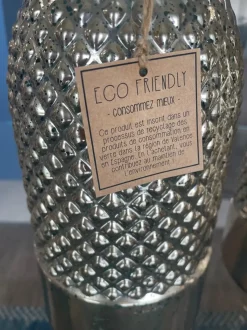 ECO FRIENDLY
- CONSOMMEZ MIEUX -
Ce produit est inscrit dans un
processus de recyclage des
produits de consommation en
verre dans la région de Valence
en Espagne. En l'achetant, vous
contribuez au maintien de
l'environnement !